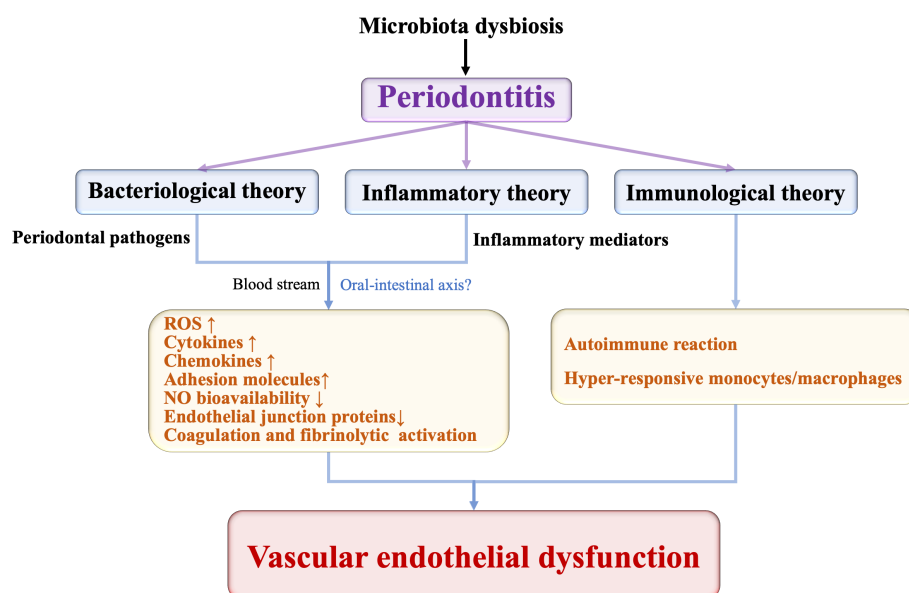 Microbiota dysbiosis
Periodontitis
Bacteriological theory
Inflammatory theory
Immunological theory
Periodontal pathogens
Inflammatory mediators
Blood stream
Oral-intestinal axis?
ROS ↑
Cytokines ↑
Chemokines ↑
Adhesion molecules↑
NO bioavailability ↓
Endothelial junction proteins↓
Coagulation and fibrinolytic activation
Autoimmune reaction
Hyper-responsive monocytes/macrophages
Vascular endothelial dysfunction